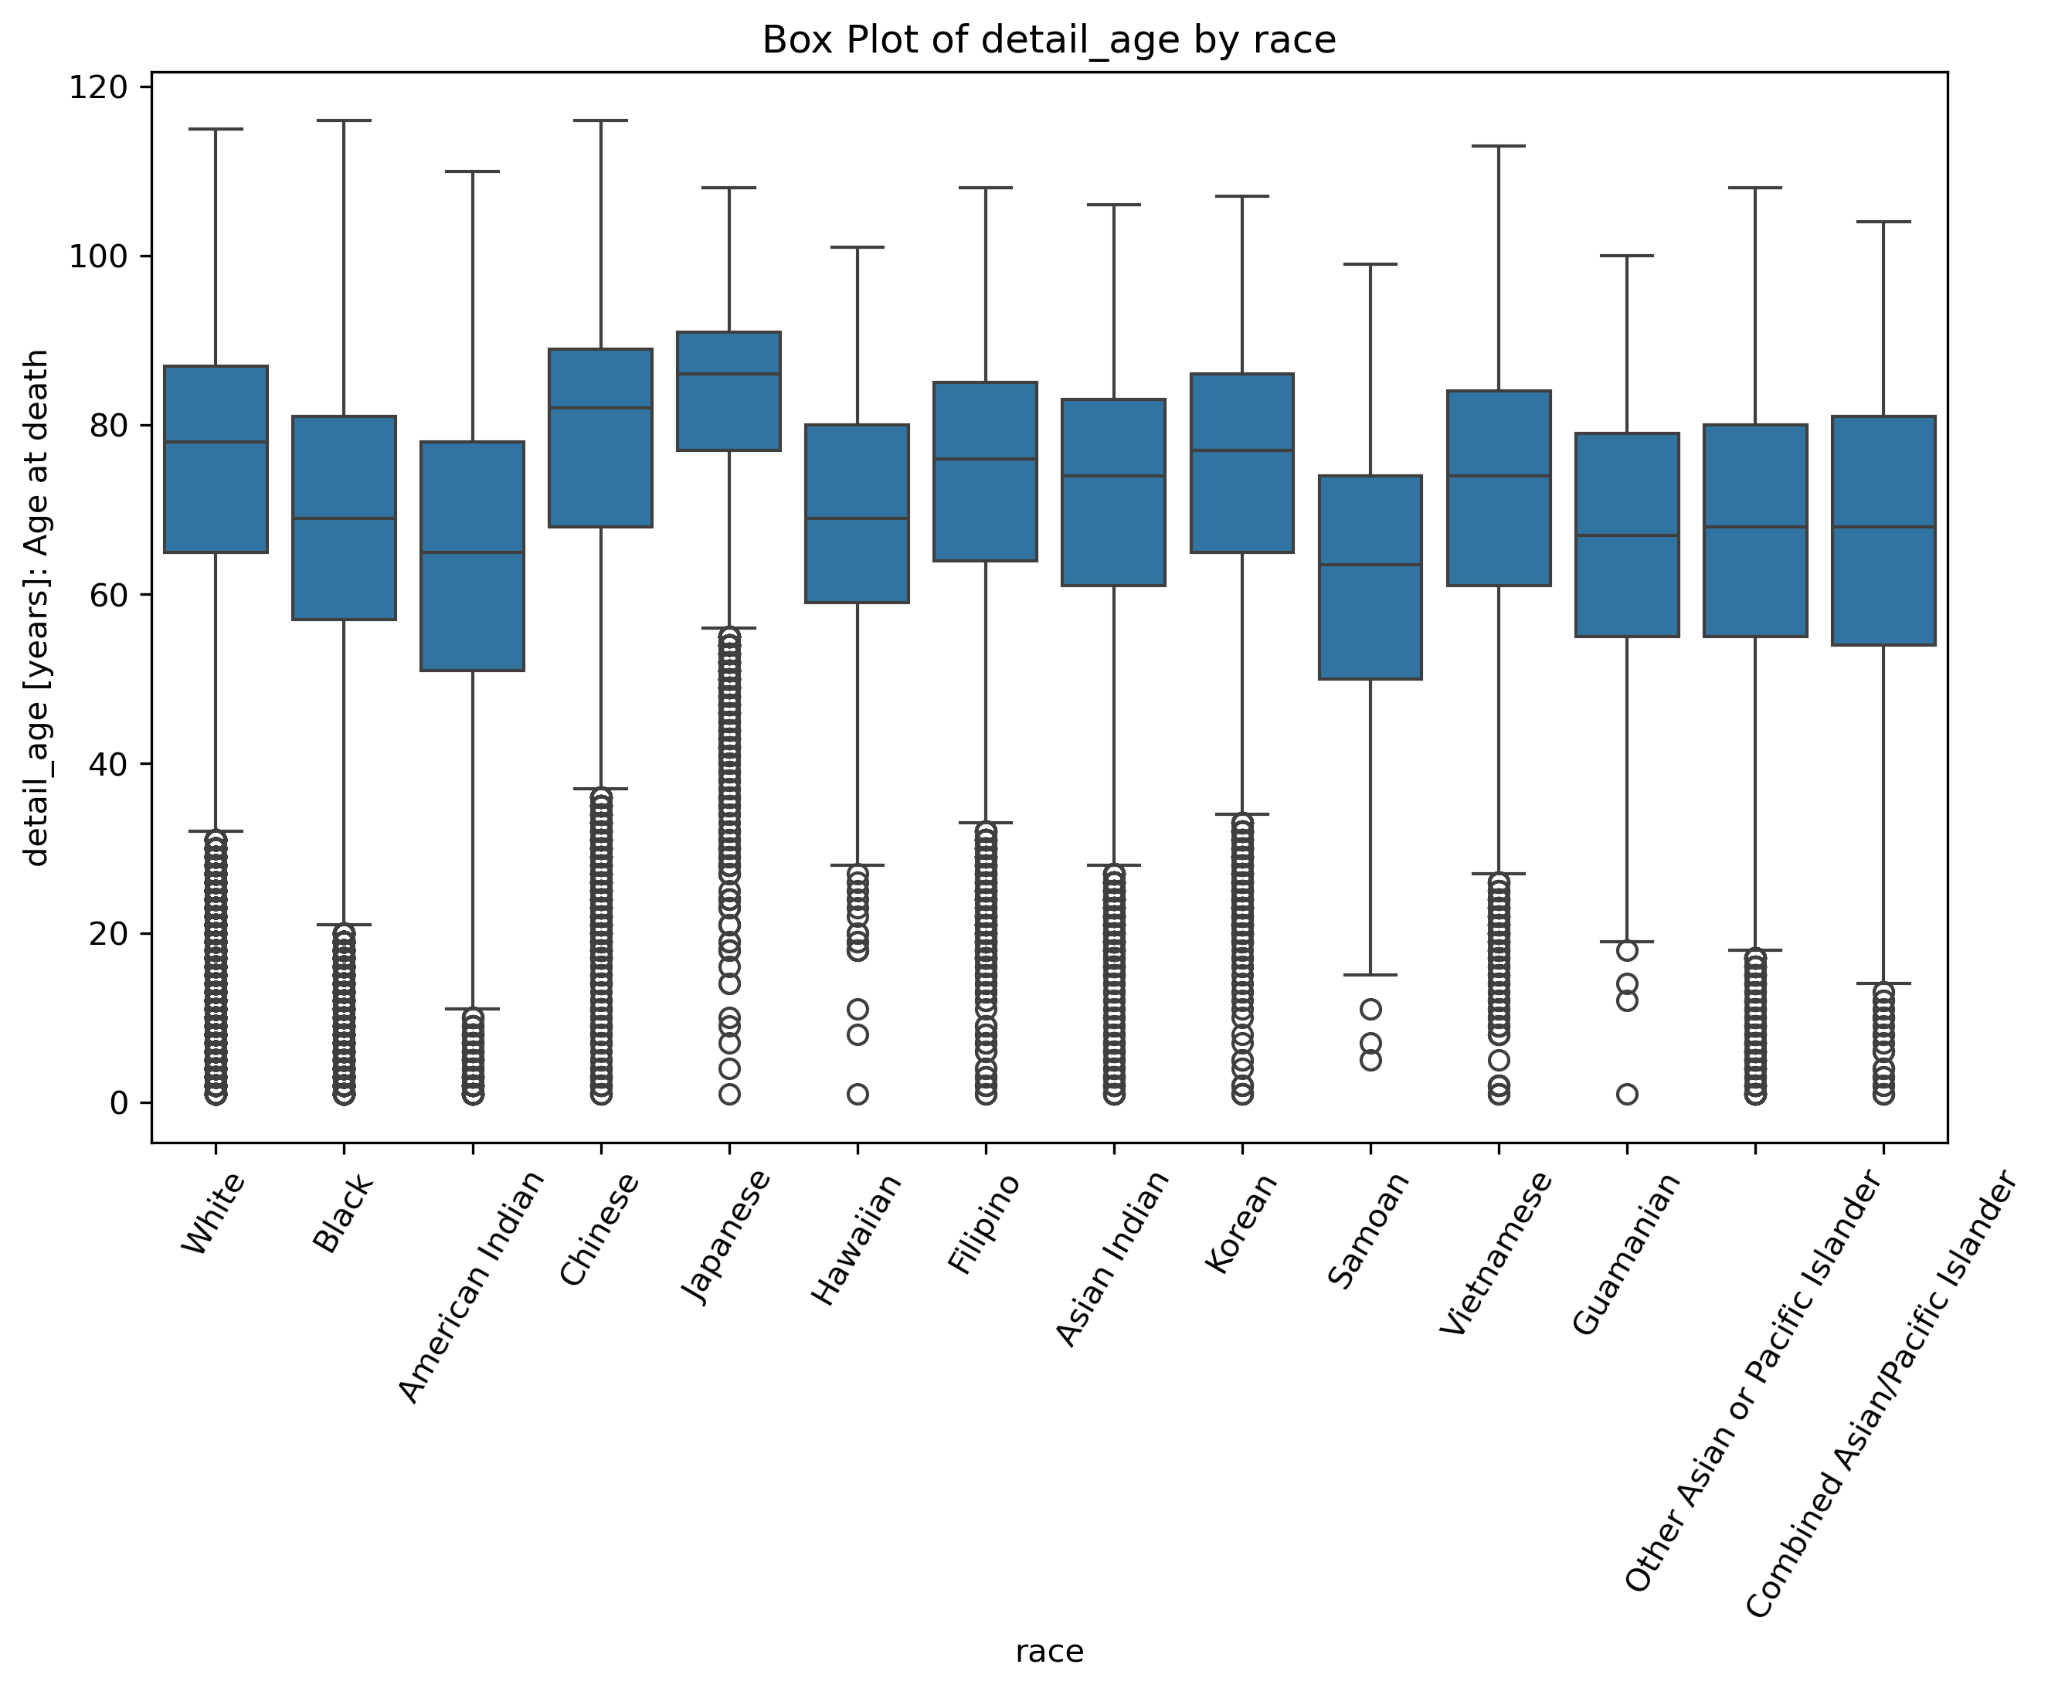 Box Plot of detail_age by race
detail_age [years]: Age at death
120
100
80
60
40
20
0
White
Black
American Indian
Chinese
Japanese
Hawaiian
Filipino
Asian Indian
Korean
Samoan
Vietnamese
Guamanian
Other Asian or Pacific Islander
Combined Asian/Pacific Islander
race